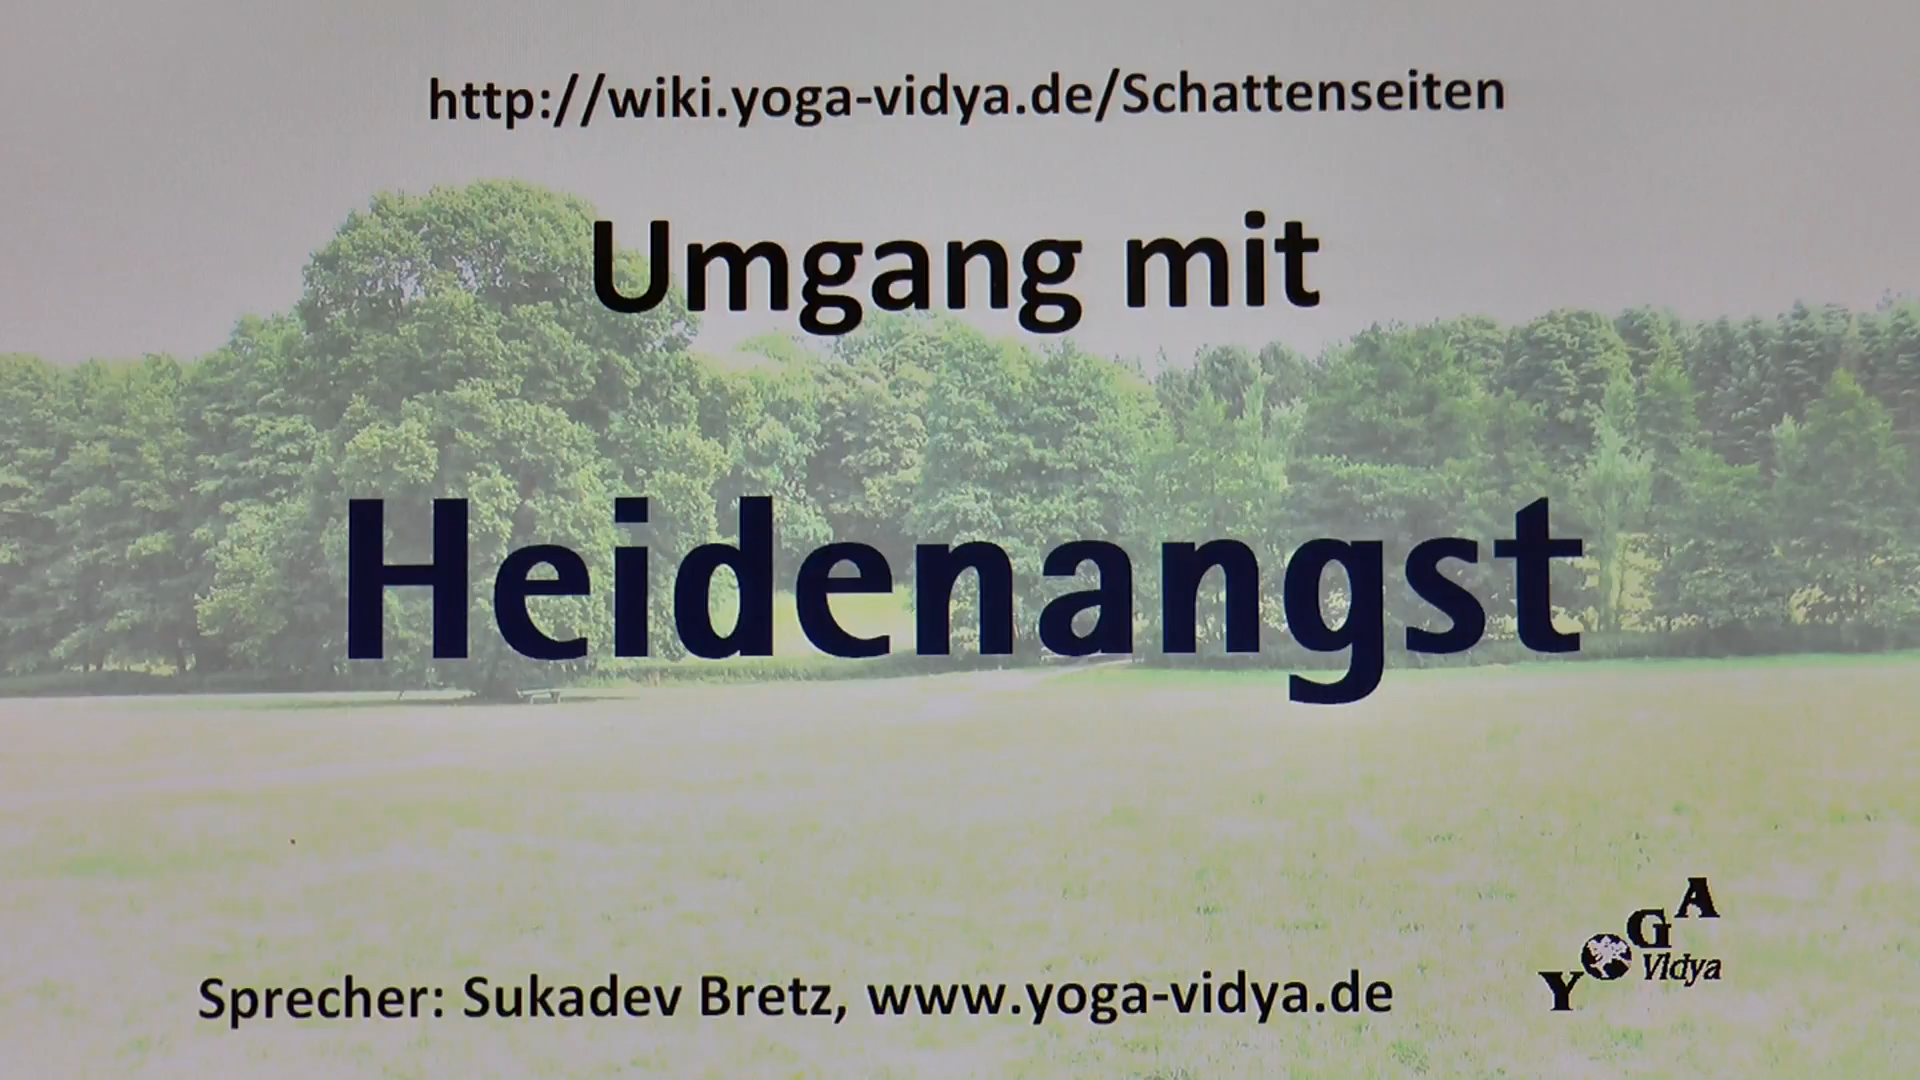 http://wiki.yoga-vidya.de/Schattenseiten
Umgang mit
Heidenangst
Sprecher: Sukadev Bretz, www.yoga-vidya.de
YOGA
Vidya